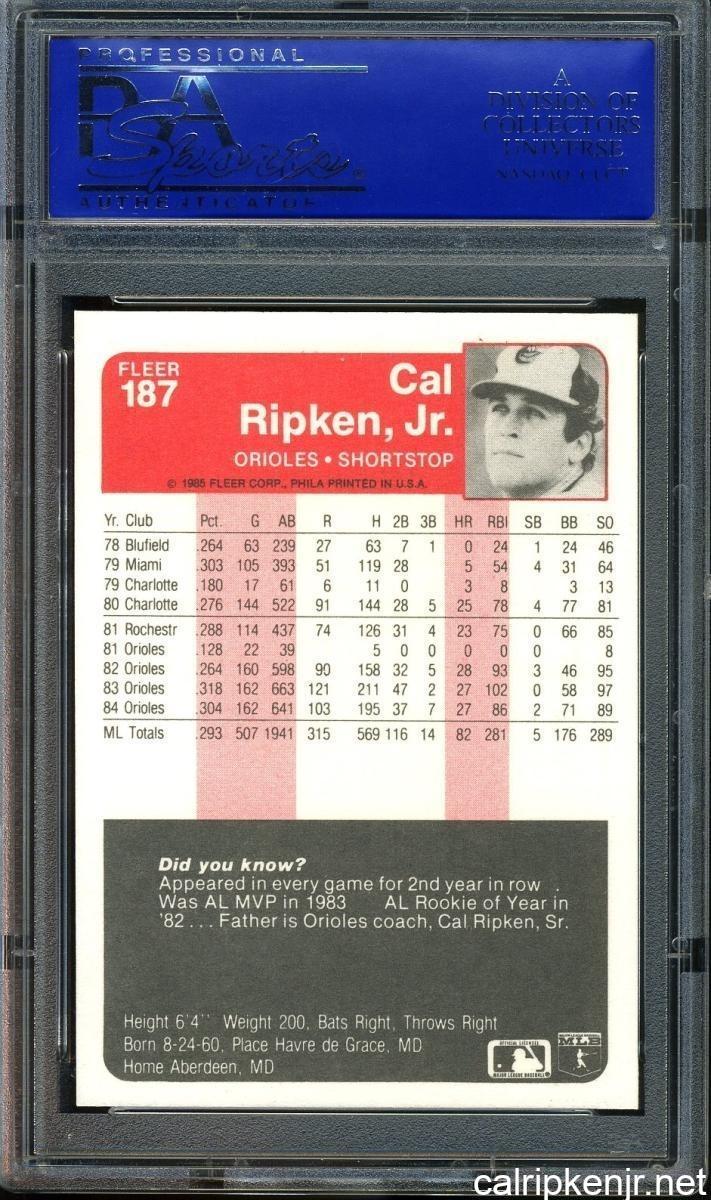 PROFESSIONAL
PSA
Sports
AUTHENTICATOR
A
DIVISION OF
COLLECTORS
UNIVERSE
NASDAQ: CLCT
FLEER
187
Cal
Ripken, Jr.
ORIOLES • SHORTSTOP
© 1985 FLEER CORP., PHILA PRINTED IN U.S.A.
Yr. Club Pct. G AB R H 2B 3B HR RBI SB BB SO
78 Blufield .264 63 239 27 63 7 1 0 24 1 24 46
79 Miami .303 105 393 51 119 28 5 54 4 31 64
79 Charlotte .180 17 61 6 11 0 3 8 3 13
80 Charlotte .276 144 522 91 144 28 5 25 78 4 77 81
81 Rochestr .288 114 437 74 126 31 4 23 75 0 66 85
81 Orioles .128 22 39 5 0 0 0 0 0 8
82 Orioles .264 160 598 90 158 32 5 28 93 3 46 95
83 Orioles .318 162 663 121 211 47 2 27 102 0 58 97
84 Orioles .304 162 641 103 195 37 7 27 86 2 71 89
ML Totals .293 507 1941 315 569 116 14 82 281 5 176 289
Did you know?
Appeared in every game for 2nd year in row .
Was AL MVP in 1983 AL Rookie of Year in
'82 . . . Father is Orioles coach, Cal Ripken, Sr.
Height 6'4" Weight 200, Bats Right, Throws Right
Born 8-24-60, Place Havre de Grace, MD
Home Aberdeen, MD
MLB
calripkenjr.net